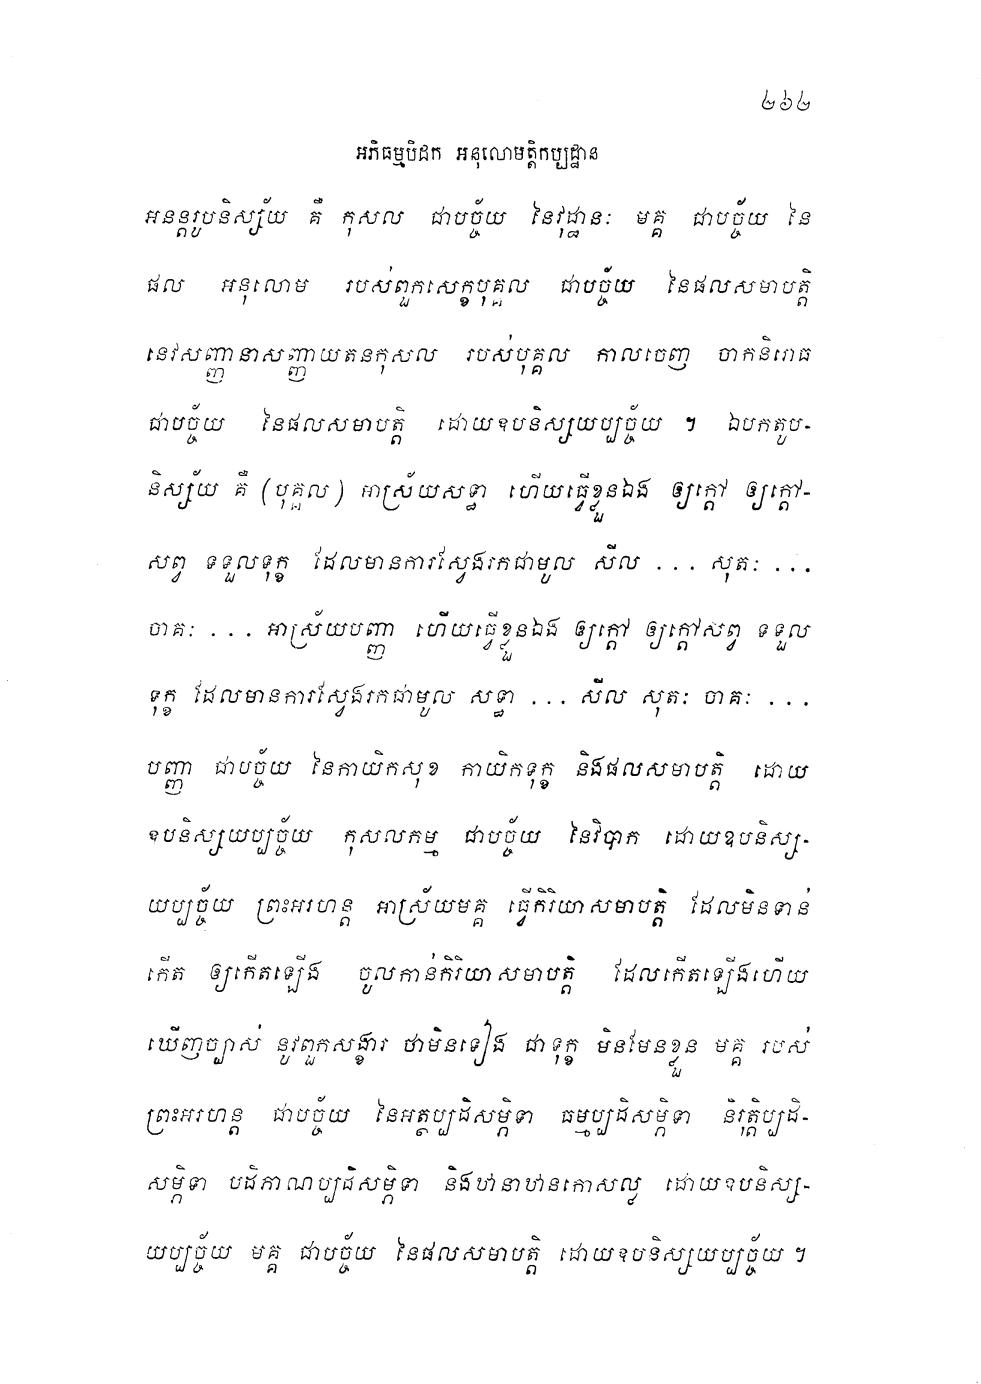 ២៦២
អភិធម្មបិដក អនុលោមត្តិកប្បដ្ឋាន
អនន្តរូបនិស្ស័យ គឺ កុសល ជាបច្ច័យ នៃវុដ្ឋានៈ មគ្គ ជាបច្ច័យ នៃ
ផល អនុលោម របស់ពួកសេក្ខបុគ្គល ជាបច្ច័យ នៃផលសមាបត្តិ
នេវសញ្ញានាសញ្ញាយតនកុសល របស់បុគ្គល កាលចេញ ចាកនិរោធ
ជាបច្ច័យ នៃផលសមាបត្តិ ដោយឧបនិស្សយប្បច្ច័យ ។ ឯបកតូប-
និស្ស័យ គឺ (បុគ្គល) អាស្រ័យសទ្ធា ហើយធ្វើខ្លួនឯង ឲ្យក្តៅ ឲ្យក្តៅ-
សព្វ ទទួលទុក្ខ ដែលមានការស្វែងរកជាមូល សីល ... សុតៈ ...
ចាគៈ ... អាស្រ័យបញ្ញា ហើយធ្វើខ្លួនឯង ឲ្យក្តៅ ឲ្យក្តៅសព្វ ទទួល
ទុក្ខ ដែលមានការស្វែងរកជាមូល សទ្ធា ... សីល សុតៈ ចាគៈ ...
បញ្ញា ជាបច្ច័យ នៃកាយិកសុខ កាយិកទុក្ខ និងផលសមាបត្តិ ដោយ
ឧបនិស្សយប្បច្ច័យ កុសលកម្ម ជាបច្ច័យ នៃវិបាក ដោយឧបនិស្ស-
យប្បច្ច័យ ព្រះអរហន្ត អាស្រ័យមគ្គ ធ្វើកិរិយាសមាបត្តិ ដែលមិនទាន់
កើត ឲ្យកើតឡើង ចូលកាន់កិរិយាសមាបត្តិ ដែលកើតឡើងហើយ
ឃើញច្បាស់ នូវពួកសង្ខារ ថាមិនទៀង ជាទុក្ខ មិនមែនខ្លួន មគ្គ របស់
ព្រះអរហន្ត ជាបច្ច័យ នៃអត្ថប្បដិសម្ភិទា ធម្មប្បដិសម្ភិទា និរុត្តិប្បដិ-
សម្ភិទា បដិភាណប្បដិសម្ភិទា និងឋានាឋានកោសល្ល ដោយឧបនិស្ស-
យប្បច្ច័យ មគ្គ ជាបច្ច័យ នៃផលសមាបត្តិ ដោយឧបនិស្សយប្បច្ច័យ ។